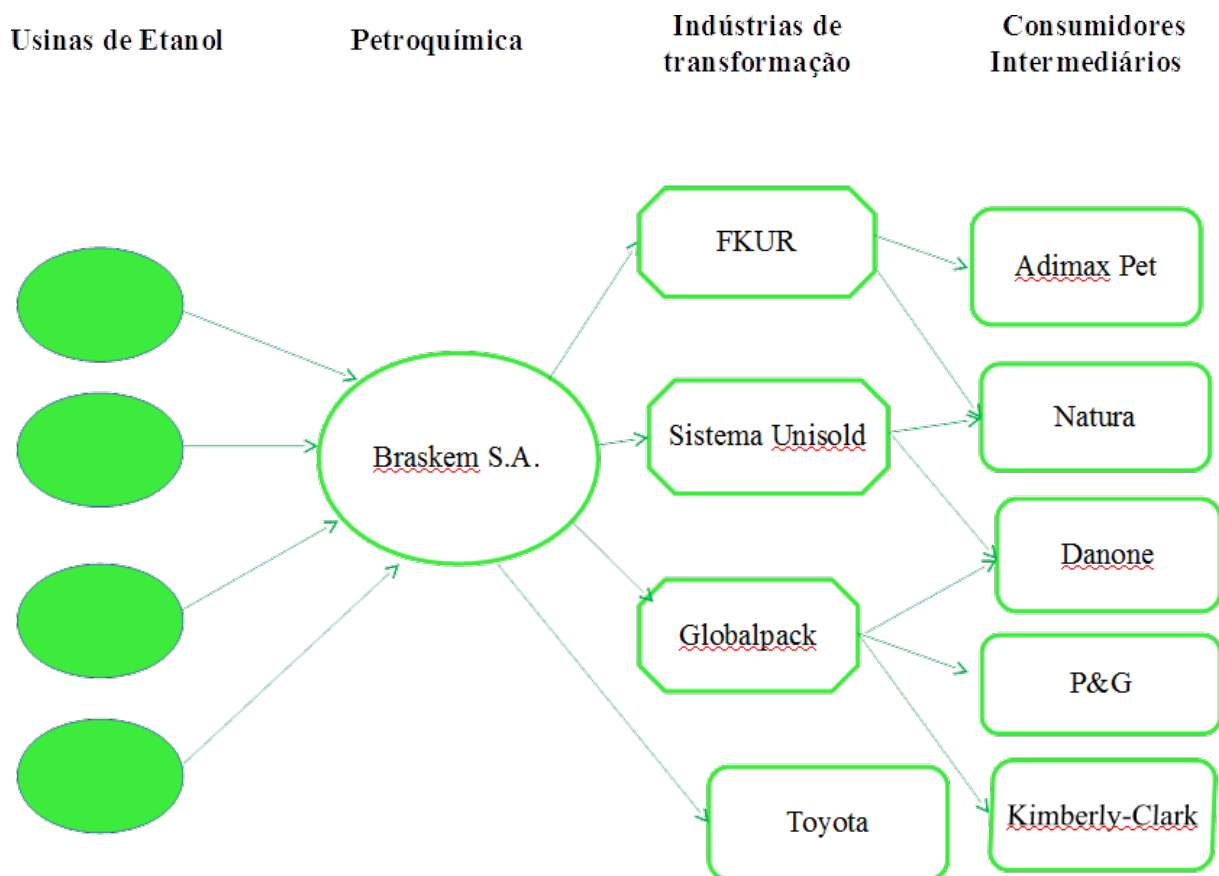 Usinas de Etanol
Petroquímica
Indústrias de
transformação
Consumidores
Intermediários
FKUR
Adimax Pet
Natura
Sistema Unisold
Braskem S.A.
Danone
Globalpack
P&G
Toyota
Kimberly-Clark